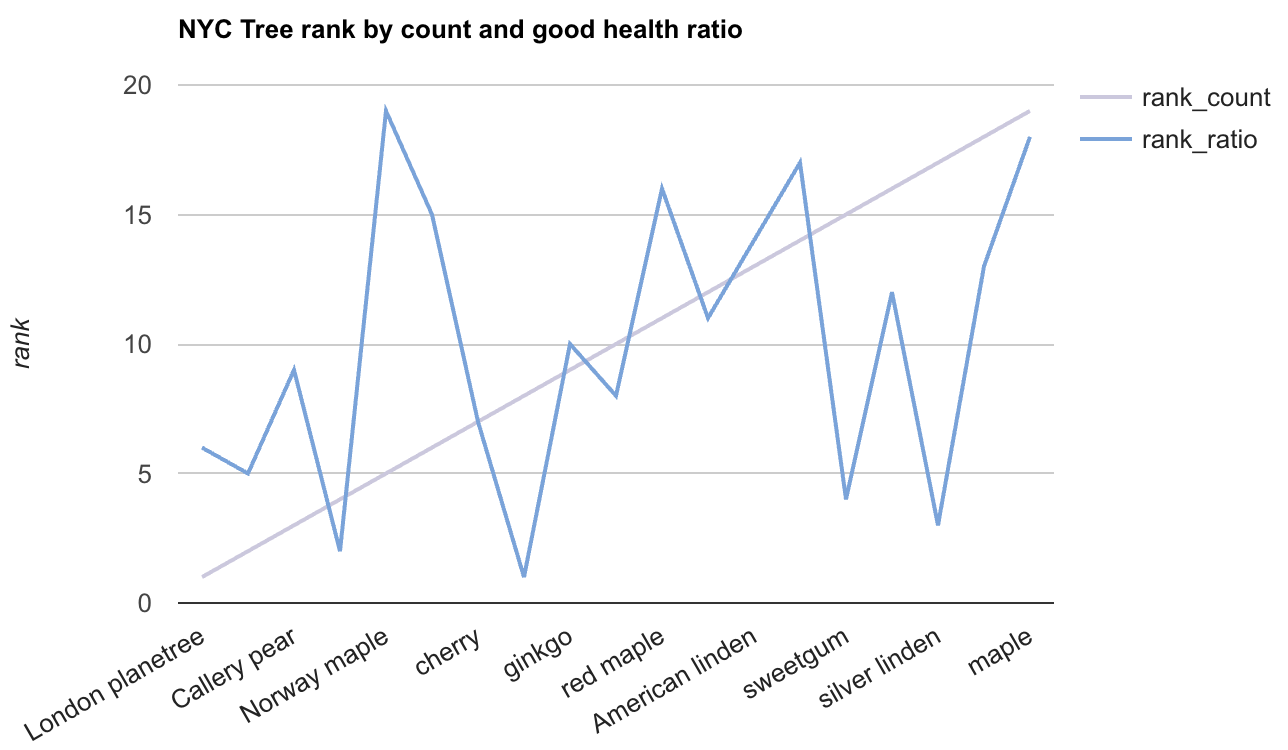 NYC Tree rank by count and good health ratio
20
15
10
5
0
rank
rank_count
rank_ratio
London planetree
Callery pear
Norway maple
cherry
ginkgo
red maple
American linden
sweetgum
silver linden
maple